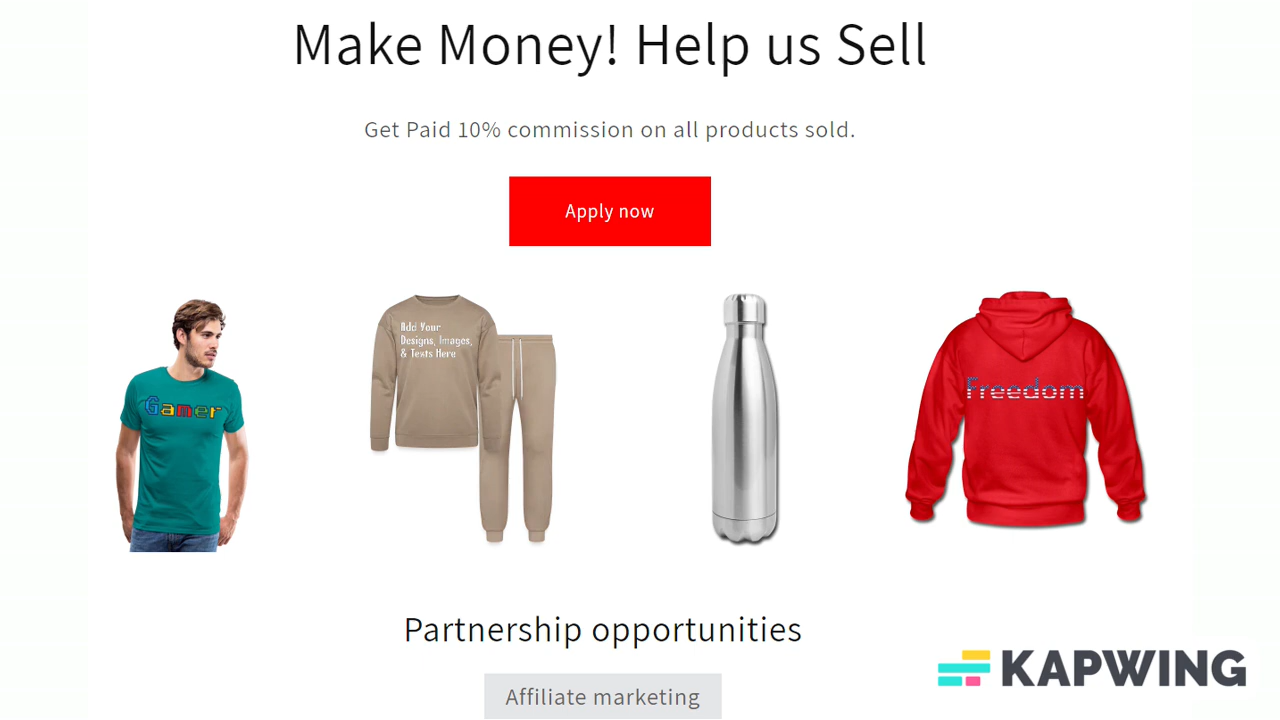 Make Money! Help us Sell
Get Paid 10% commission on all products sold.
Apply now
Gamer
Add Your
Designs, Images,
& Texts Here
Freedom
Partnership opportunities
KAPWING
Affiliate marketing